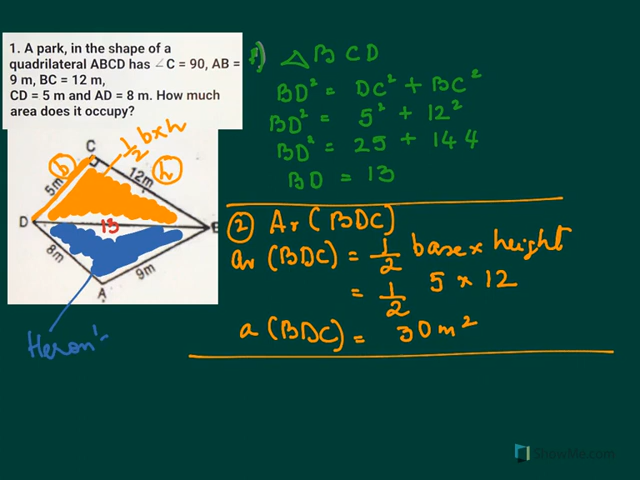 1. A park, in the shape of a
quadrilateral ABCD has ∠C = 90, AB =
9 m, BC = 12 m,
CD = 5 m and AD = 8 m. How much
area does it occupy?
1/2 b×h
C
b
h
5m
12m
D
13
B
8m
9m
A
Heron'
1) △ B C D
BD² = DC² + BC²
BD² = 5² + 12²
BD² = 25 + 144
BD = 13
2 Ar (BDC)
ar (BDC) = 1/2 base × height
= 1/2 5 × 12
a (BDC) = 30 m²
ShowMe.com